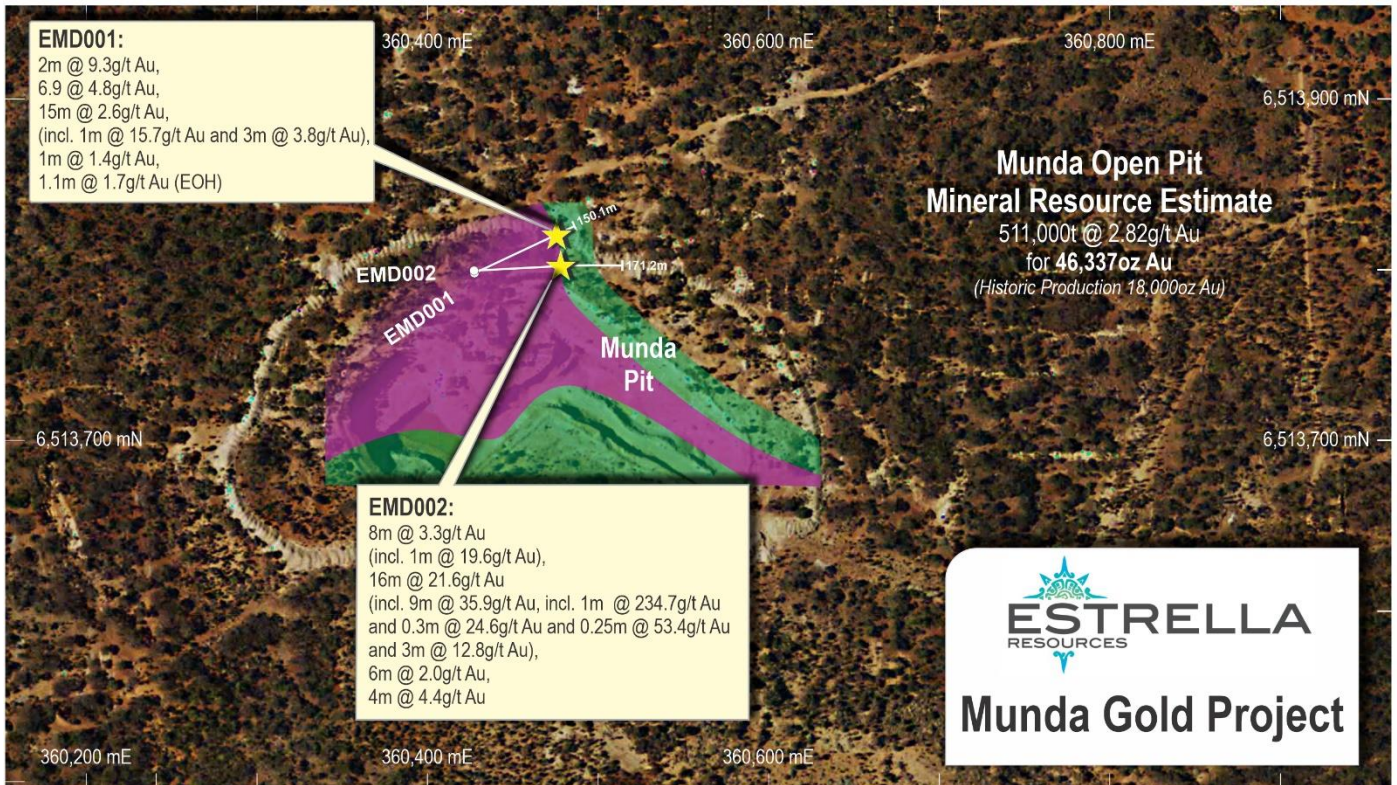 EMD001:
2m @ 9.3g/t Au,
6.9 @ 4.8g/t Au,
15m @ 2.6g/t Au,
(incl. 1m @ 15.7g/t Au and 3m @ 3.8g/t Au),
1m @ 1.4g/t Au,
1.1m @ 1.7g/t Au (EOH)
360,400 mE
360,600 mE
360,800 mE
6,513,900 mN
Munda Open Pit
Mineral Resource Estimate
511,000t @ 2.82g/t Au
for 46,337oz Au
(Historic Production 18,000oz Au)
150.1m
EMD002
171.2m
EMD001
Munda
Pit
6,513,700 mN
6,513,700 mN
EMD002:
8m @ 3.3g/t Au
(incl. 1m @ 19.6g/t Au),
16m @ 21.6g/t Au
(incl. 9m @ 35.9g/t Au, incl. 1m @ 234.7g/t Au
and 0.3m @ 24.6g/t Au and 0.25m @ 53.4g/t Au
and 3m @ 12.8g/t Au),
6m @ 2.0g/t Au,
4m @ 4.4g/t Au
ESTRELLA
RESOURCES
Munda Gold Project
360,200 mE
360,400 mE
360,600 mE